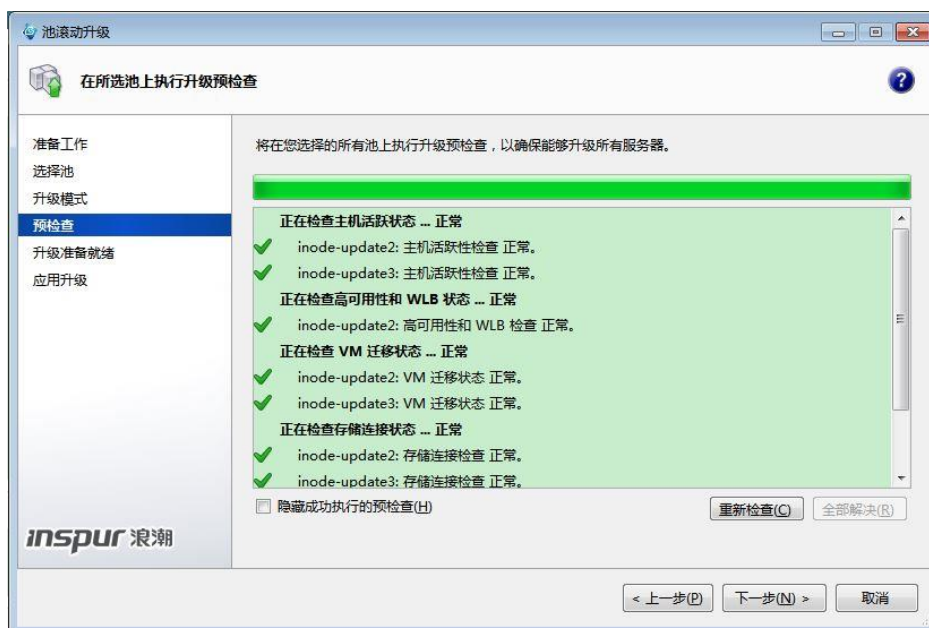 池滚动升级
在所选池上执行升级预检查
?
准备工作
选择池
升级模式
预检查
升级准备就绪
应用升级
将在您选择的所有池上执行升级预检查，以确保能够升级所有服务器。
正在检查主机活跃状态 ... 正常
inode-update2: 主机活跃性检查 正常。
inode-update3: 主机活跃性检查 正常。
正在检查高可用性和 WLB 状态 ... 正常
inode-update2: 高可用性和 WLB 检查 正常。
正在检查 VM 迁移状态 ... 正常
inode-update2: VM 迁移状态 正常。
inode-update3: VM 迁移状态 正常。
正在检查存储连接状态 ... 正常
inode-update2: 存储连接检查 正常。
inode-update3: 存储连接检查 正常。
隐藏成功执行的预检查(H)
重新检查(C) 全部解决(R)
inspur 浪潮
< 上一步(P) 下一步(N) > 取消